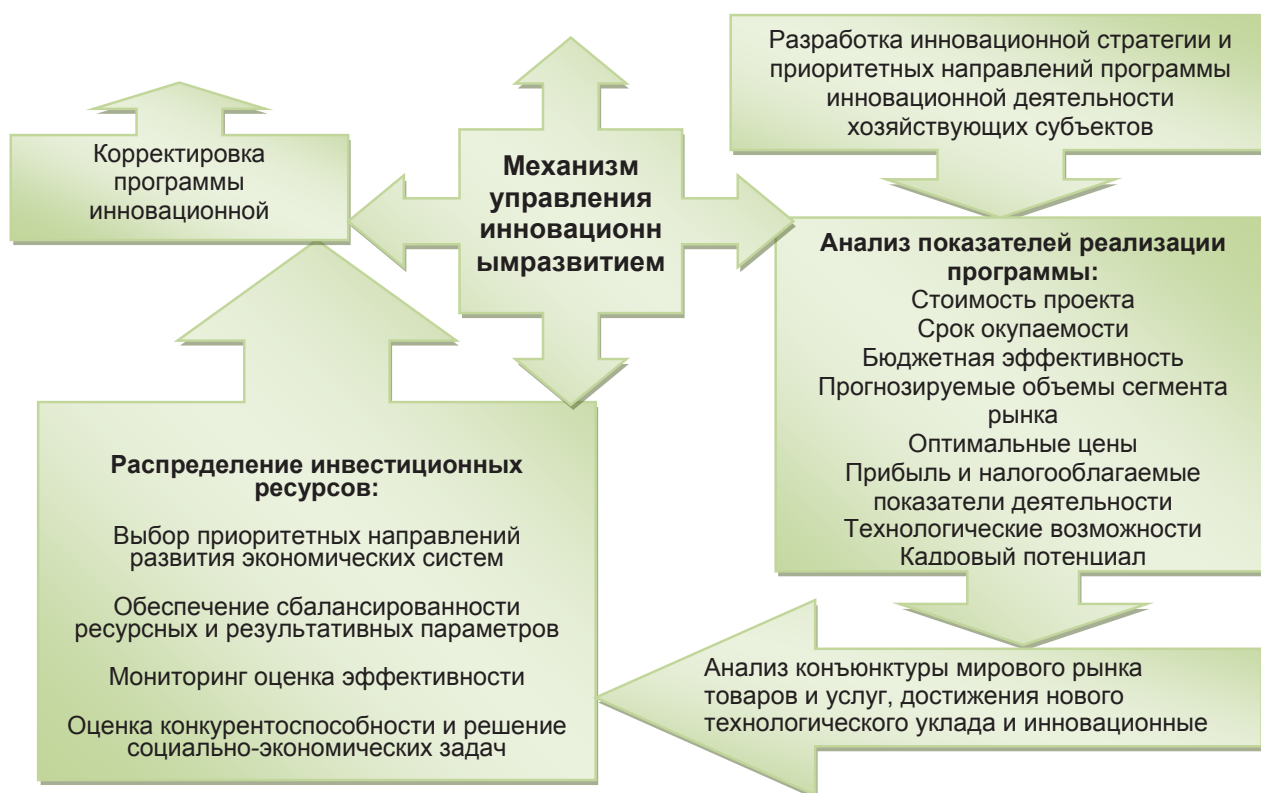 Разработка инновационной стратегии и
приоритетных направлений программы
инновационной деятельности
хозяйствующих субъектов
Корректировка
программы
инновационной
Механизм
управления
инновационн
ымразвитием
Анализ показателей реализации
программы:
Стоимость проекта
Срок окупаемости
Бюджетная эффективность
Прогнозируемые объемы сегмента
рынка
Оптимальные цены
Прибыль и налогооблагаемые
показатели деятельности
Технологические возможности
Кадровый потенциал
Распределение инвестиционных
ресурсов:
Выбор приоритетных направлений
развития экономических систем
Обеспечение сбалансированности
ресурсных и результативных параметров
Мониторинг оценка эффективности
Оценка конкурентоспособности и решение
социально-экономических задач
Анализ конъюнктуры мирового рынка
товаров и услуг, достижения нового
технологического уклада и инновационные